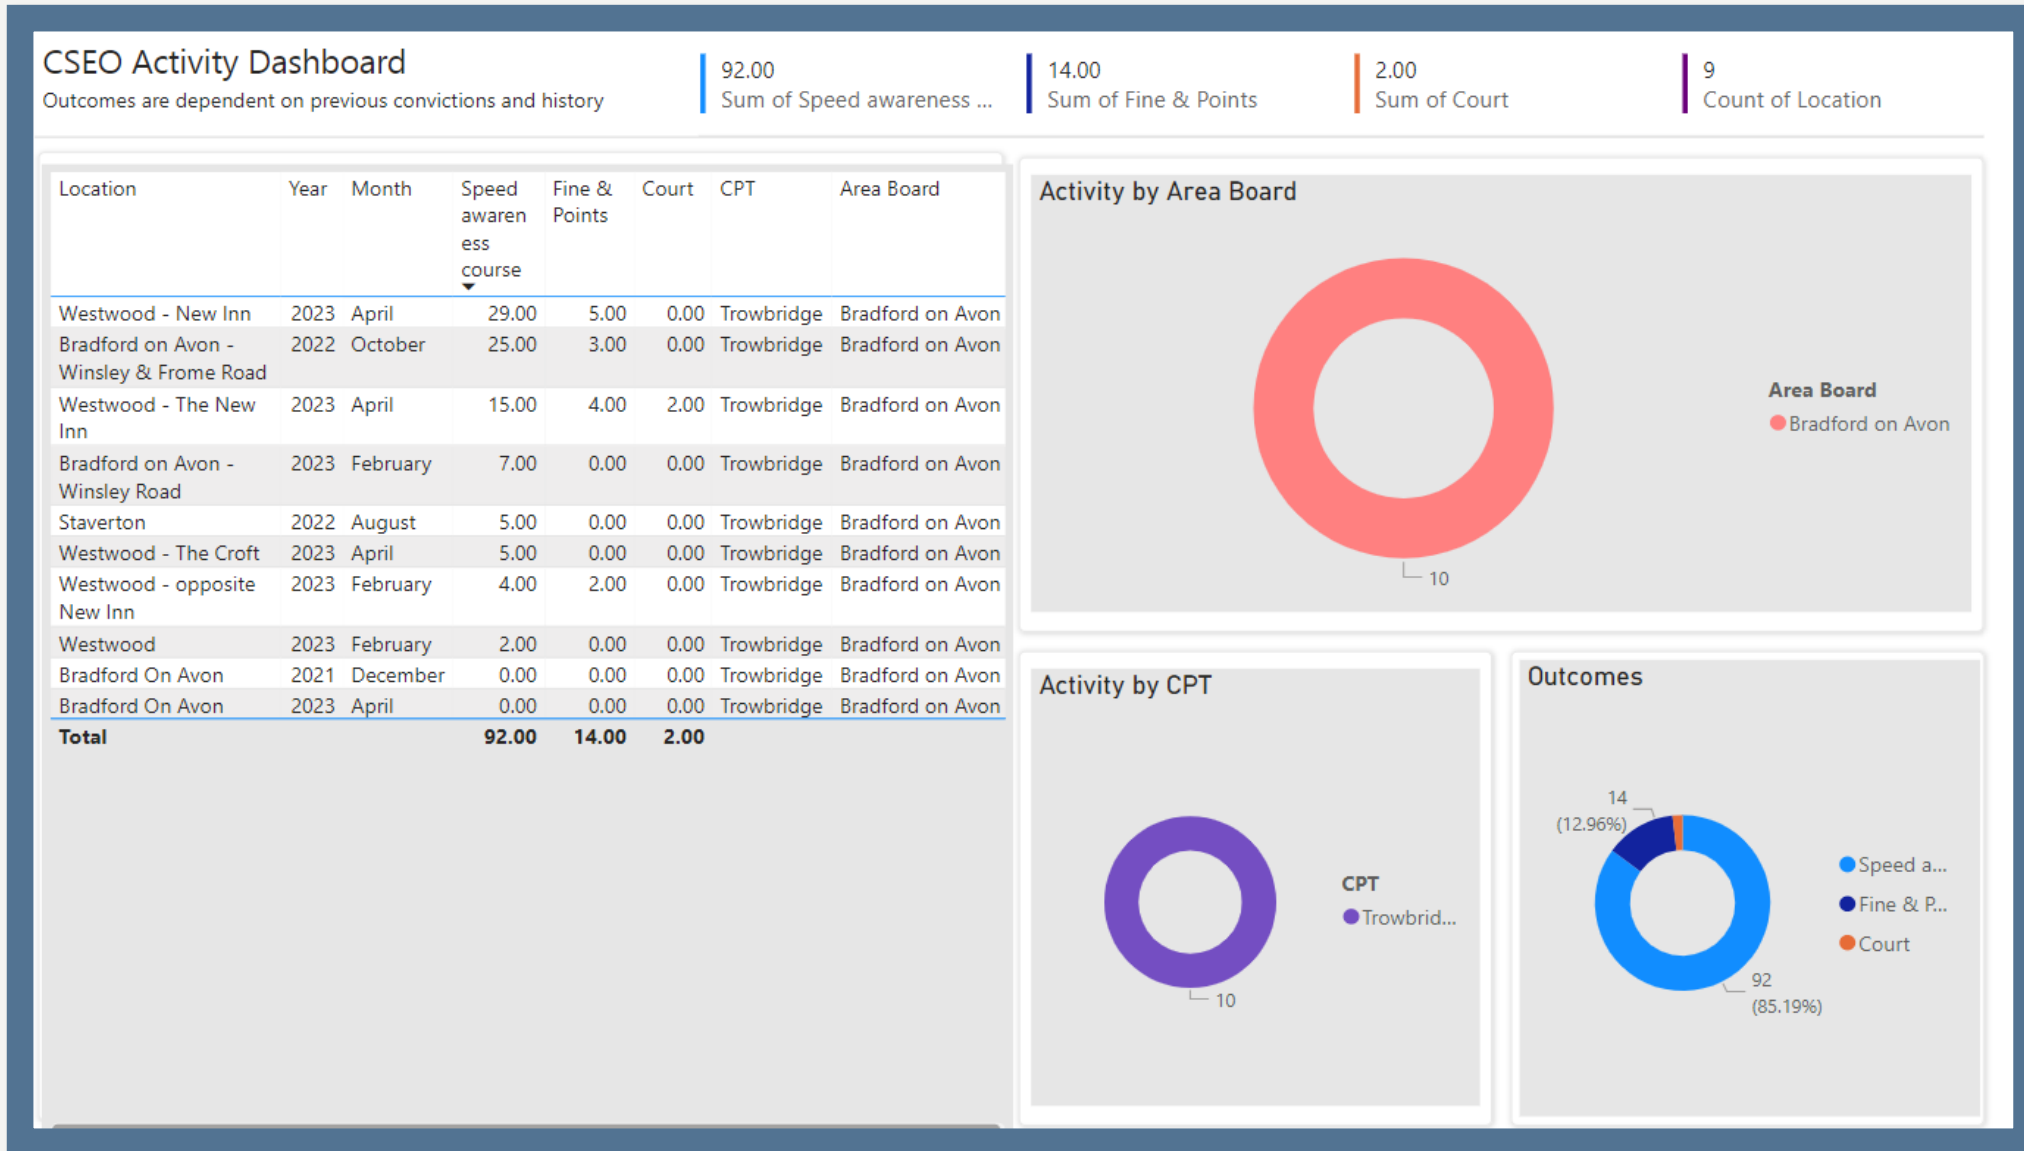 CSEO Activity Dashboard
Outcomes are dependent on previous convictions and history
92.00
Sum of Speed awareness ...
14.00
Sum of Fine & Points
2.00
Sum of Court
9
Count of Location
Location Year Month Speed awaren ess course Fine & Points Court CPT Area Board
Westwood - New Inn 2023 April 29.00 5.00 0.00 Trowbridge Bradford on Avon
Bradford on Avon - 2022 October 25.00 3.00 0.00 Trowbridge Bradford on Avon
Winsley & Frome Road
Westwood - The New 2023 April 15.00 4.00 2.00 Trowbridge Bradford on Avon
Inn
Bradford on Avon - 2023 February 7.00 0.00 0.00 Trowbridge Bradford on Avon
Winsley Road
Staverton 2022 August 5.00 0.00 0.00 Trowbridge Bradford on Avon
Westwood - The Croft 2023 April 5.00 0.00 0.00 Trowbridge Bradford on Avon
Westwood - opposite 2023 February 4.00 2.00 0.00 Trowbridge Bradford on Avon
New Inn
Westwood 2023 February 2.00 0.00 0.00 Trowbridge Bradford on Avon
Bradford On Avon 2021 December 0.00 0.00 0.00 Trowbridge Bradford on Avon
Bradford On Avon 2023 April 0.00 0.00 0.00 Trowbridge Bradford on Avon
Total 92.00 14.00 2.00
Activity by Area Board
Area Board
Bradford on Avon
10
Activity by CPT
CPT
Trowbrid...
10
Outcomes
14
(12.96%)
Speed a...
Fine & P...
Court
92
(85.19%)